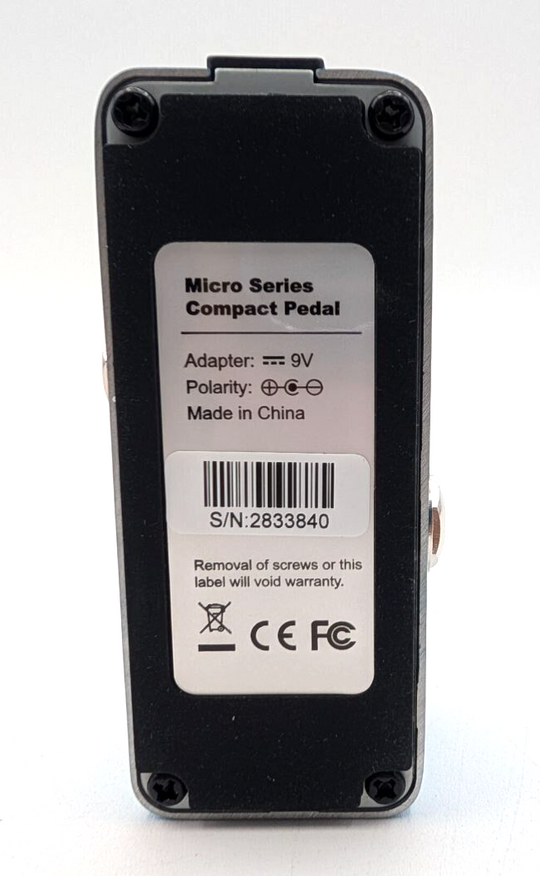 Micro Series
Compact Pedal
Adapter: ⎓ 9V
Polarity:
Made in China
S/N:2833840
Removal of screws or this
label will void warranty.
CE FC